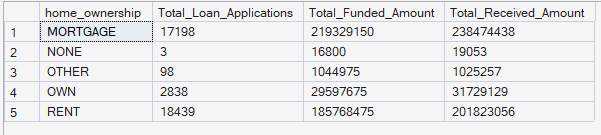 home_ownership Total_Loan_Applications Total_Funded_Amount Total_Received_Amount
1 MORTGAGE 17198 219329150 238474438
2 NONE 3 16800 19053
3 OTHER 98 1044975 1025257
4 OWN 2838 29597675 31729129
5 RENT 18439 185768475 201823056